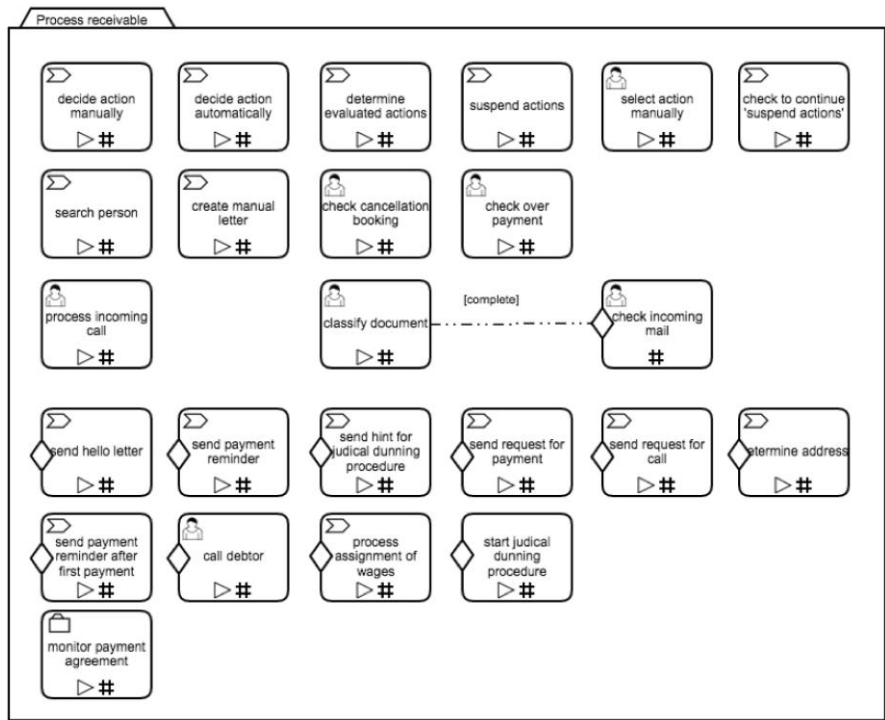 Process receivable
decide action
manually
decide action
automatically
determine
evaluated actions
suspend actions
select action
manually
check to continue
'suspend actions'
search person
create manual
letter
check cancellation
booking
check over
payment
process incoming
call
classify document
[complete]
check incoming
mail
send hello letter
send payment
reminder
send hint for
judical dunning
procedure
send request for
payment
send request for
call
etermine address
send payment
reminder after
first payment
call debtor
process
assignment of
wages
start judical
dunning
procedure
monitor payment
agreement